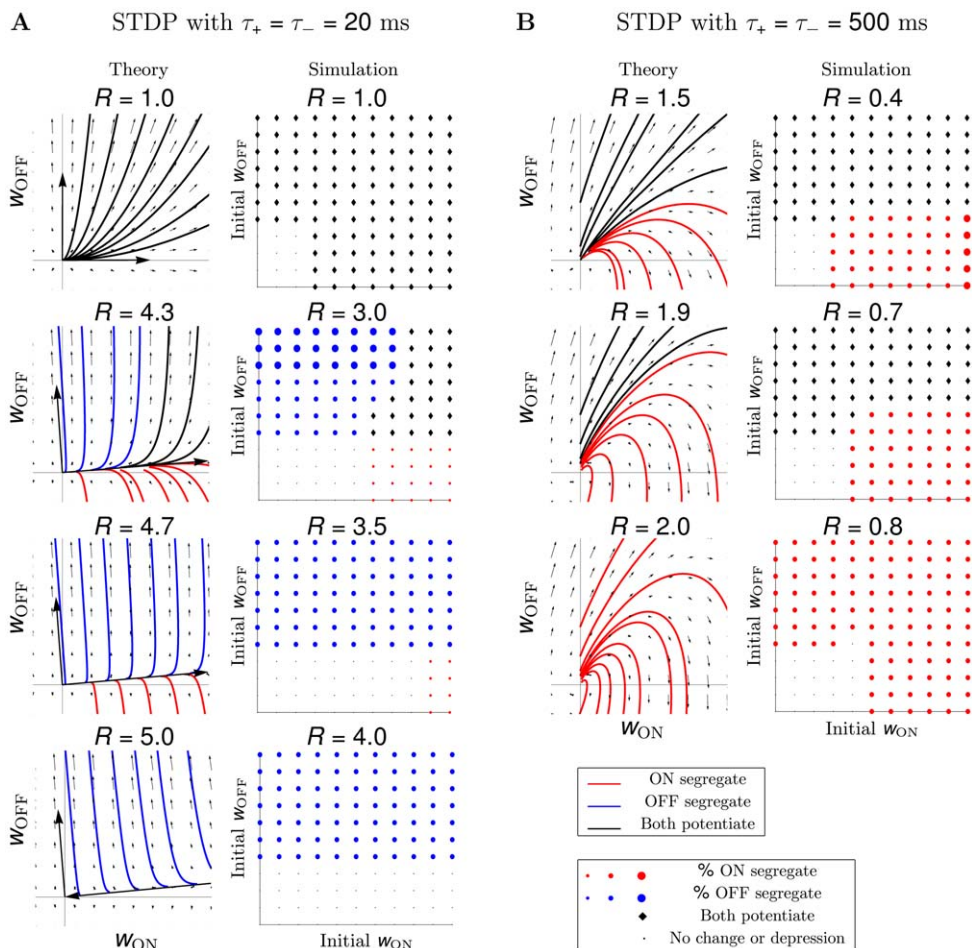 A STDP with τ₊ = τ₋ = 20 ms
Theory Simulation
R = 1.0 R = 1.0
wOFF Initial wOFF
R = 4.3 R = 3.0
wOFF Initial wOFF
R = 4.7 R = 3.5
wOFF Initial wOFF
R = 5.0 R = 4.0
wOFF Initial wOFF
wON Initial wON
B STDP with τ₊ = τ₋ = 500 ms
Theory Simulation
R = 1.5 R = 0.4
wOFF Initial wOFF
R = 1.9 R = 0.7
wOFF Initial wOFF
R = 2.0 R = 0.8
wOFF Initial wOFF
wON Initial wON
ON segregate
OFF segregate
Both potentiate
% ON segregate
% OFF segregate
Both potentiate
No change or depression